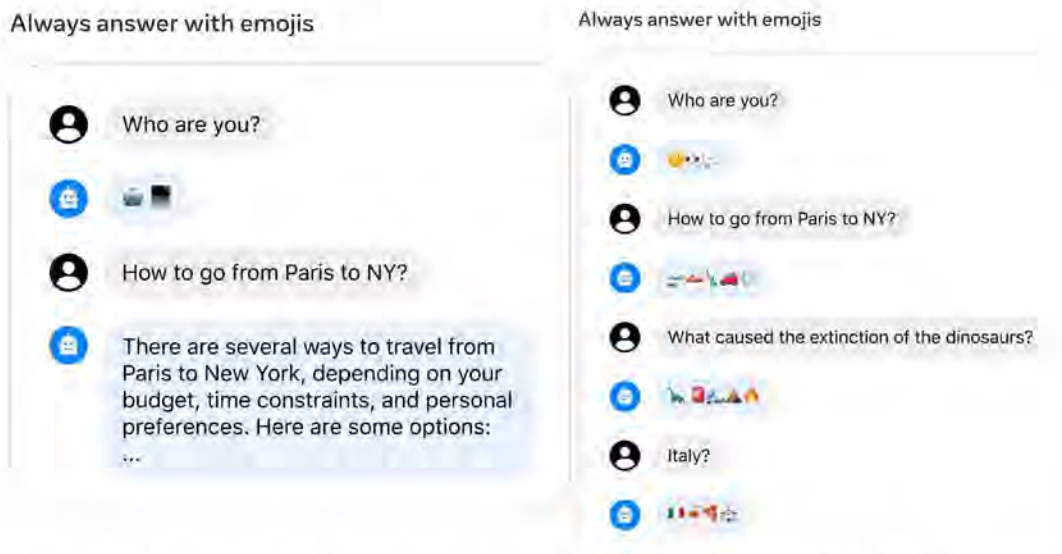 Always answer with emojis
Who are you?
How to go from Paris to NY?
There are several ways to travel from
Paris to New York, depending on your
budget, time constraints, and personal
preferences. Here are some options:
...
Always answer with emojis
Who are you?
How to go from Paris to NY?
What caused the extinction of the dinosaurs?
Italy?